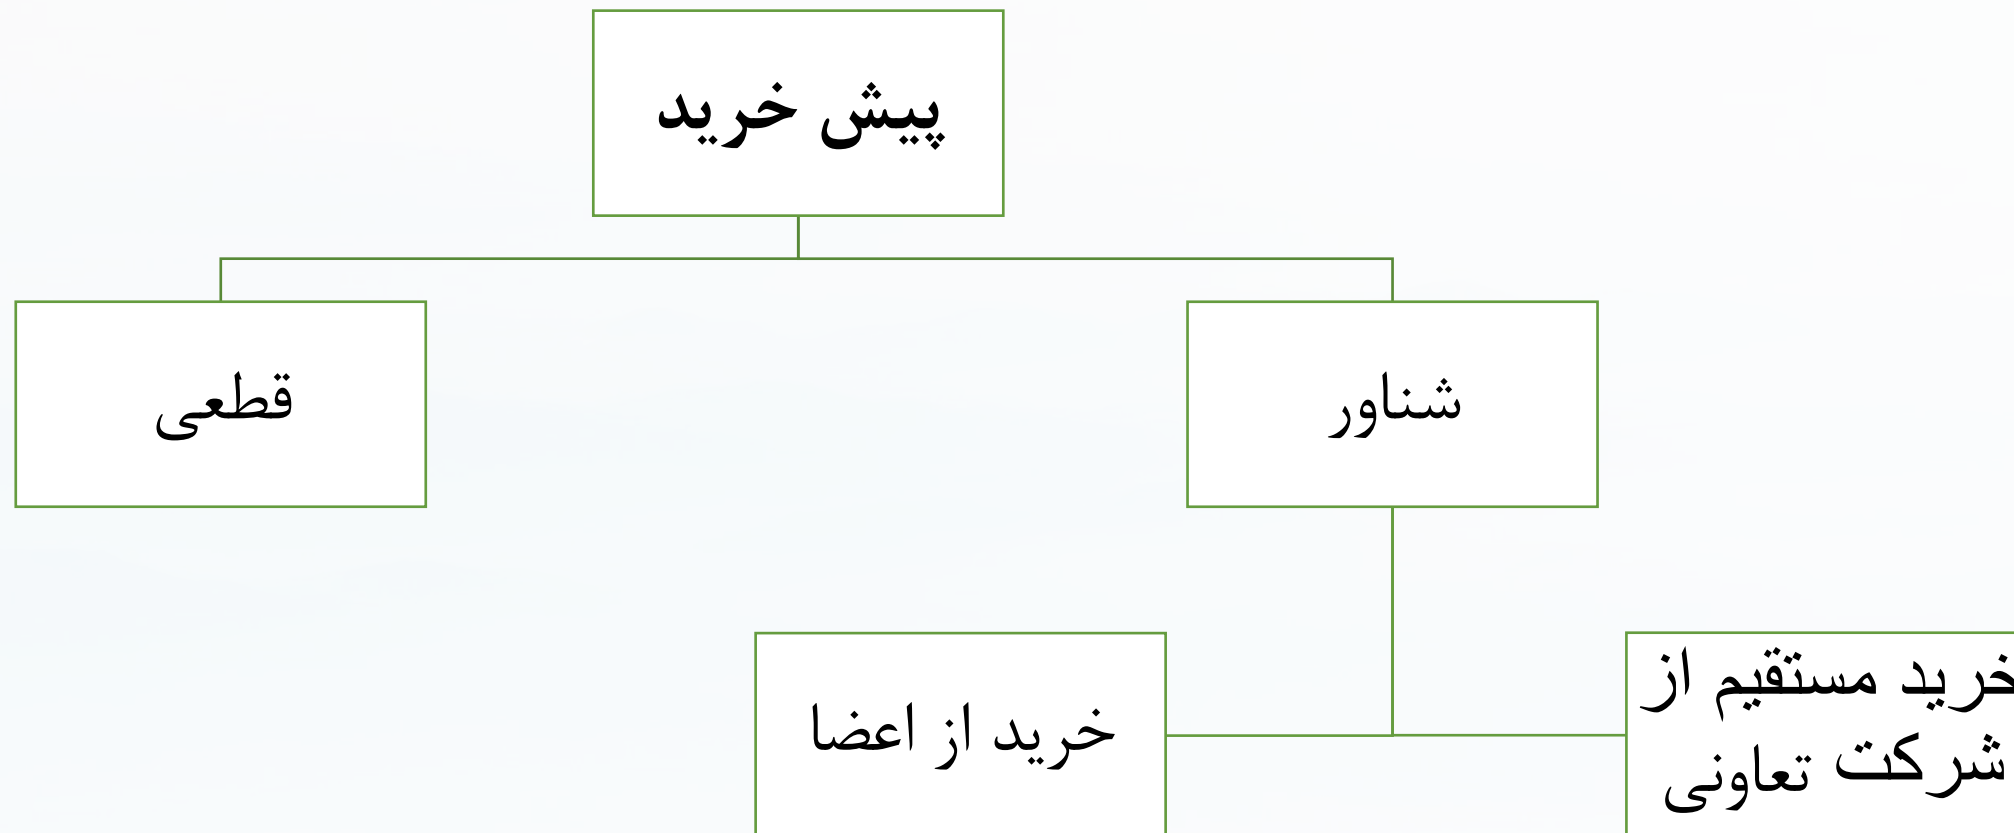 پیش خرید
شناور
قطعی
خرید مستقیم از
شرکت تعاونی
خرید از اعضا